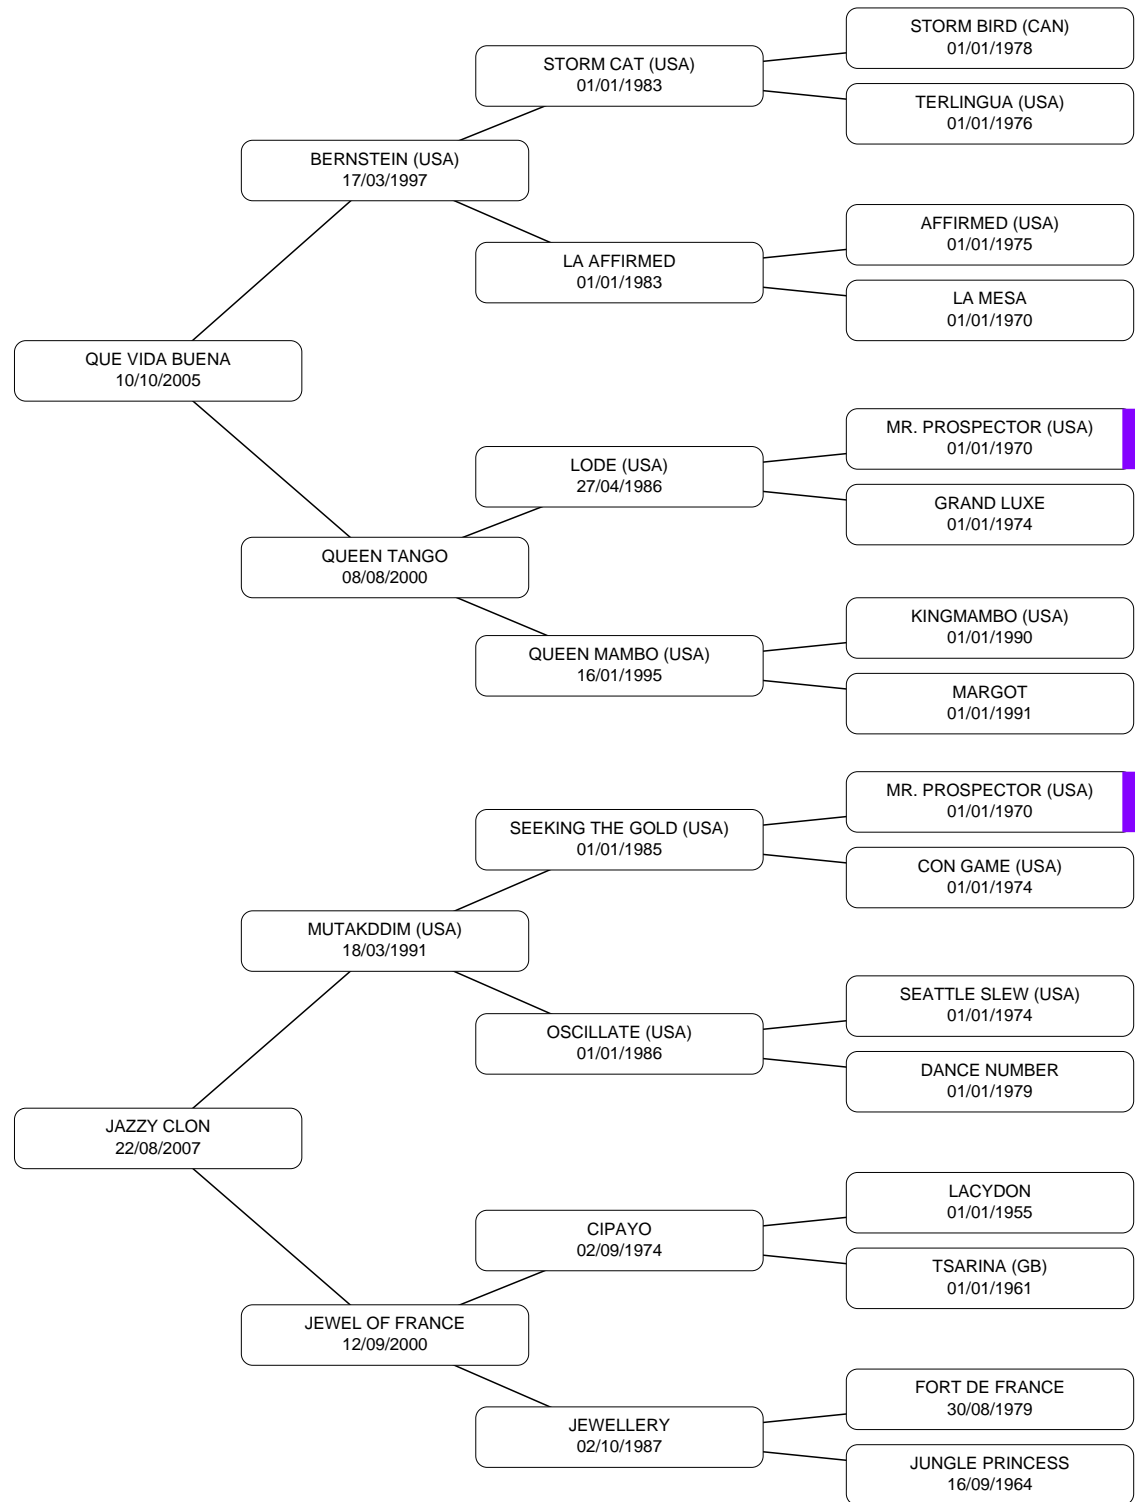 STORM BIRD (CAN)
01/01/1978
STORM CAT (USA)
01/01/1983
TERLINGUA (USA)
01/01/1976
BERNSTEIN (USA)
17/03/1997
AFFIRMED (USA)
01/01/1975
LA AFFIRMED
01/01/1983
LA MESA
01/01/1970
QUE VIDA BUENA
10/10/2005
MR. PROSPECTOR (USA)
01/01/1970
LODE (USA)
27/04/1986
GRAND LUXE
01/01/1974
QUEEN TANGO
08/08/2000
KINGMAMBO (USA)
01/01/1990
QUEEN MAMBO (USA)
16/01/1995
MARGOT
01/01/1991
MR. PROSPECTOR (USA)
01/01/1970
SEEKING THE GOLD (USA)
01/01/1985
CON GAME (USA)
01/01/1974
MUTAKDDIM (USA)
18/03/1991
SEATTLE SLEW (USA)
01/01/1974
OSCILLATE (USA)
01/01/1986
DANCE NUMBER
01/01/1979
JAZZY CLON
22/08/2007
LACYDON
01/01/1955
CIPAYO
02/09/1974
TSARINA (GB)
01/01/1961
JEWEL OF FRANCE
12/09/2000
FORT DE FRANCE
30/08/1979
JEWELLERY
02/10/1987
JUNGLE PRINCESS
16/09/1964